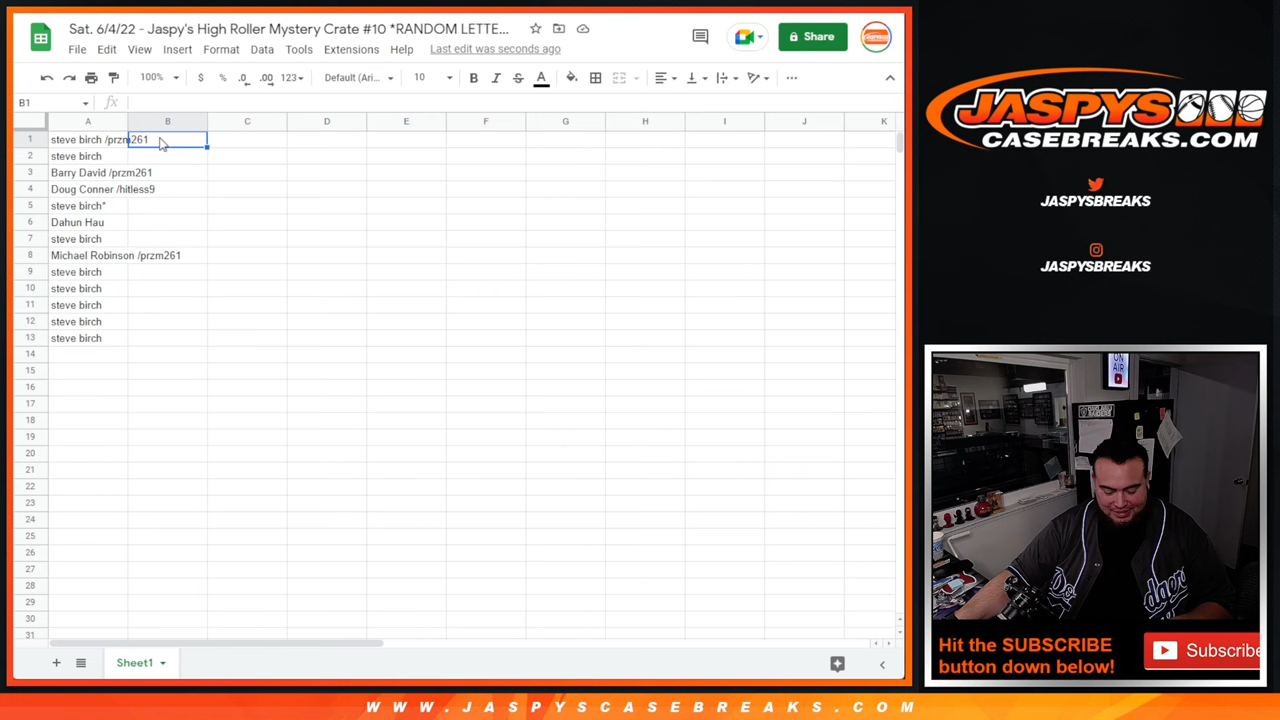 Sat. 6/4/22 - Jaspy's High Roller Mystery Crate #10 *RANDOM LETTE...
File Edit View Insert Format Data Tools Extensions Help Last edit was seconds ago
Share
100% $ % .0 .00 123 Default (Ari... 10 B I S A
B1 fx
A B C D E F G H I J K
1 steve birch /przm261
2 steve birch
3 Barry David /przm261
4 Doug Conner /hitless9
5 steve birch*
6 Dahun Hau
7 steve birch
8 Michael Robinson /przm261
9 steve birch
10 steve birch
11 steve birch
12 steve birch
13 steve birch
14
15
16
17
18
19
20
21
22
23
24
25
26
27
28
29
30
31
Sheet1
JASPYS
CASEBREAKS.COM
JASPYSBREAKS
JASPYSBREAKS
ON
AIR
Hit the SUBSCRIBE
button down below!
Subscribe
WWW.JASPYSCASEBREAKS.COM